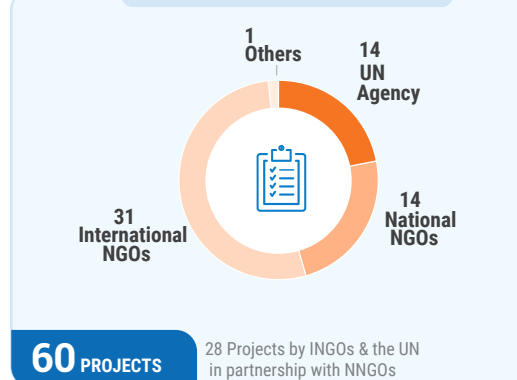 1
Others
14
UN
Agency
14
National
NGOs
31
International
NGOs
60 PROJECTS
28 Projects by INGOs & the UN
in partnership with NNGOs